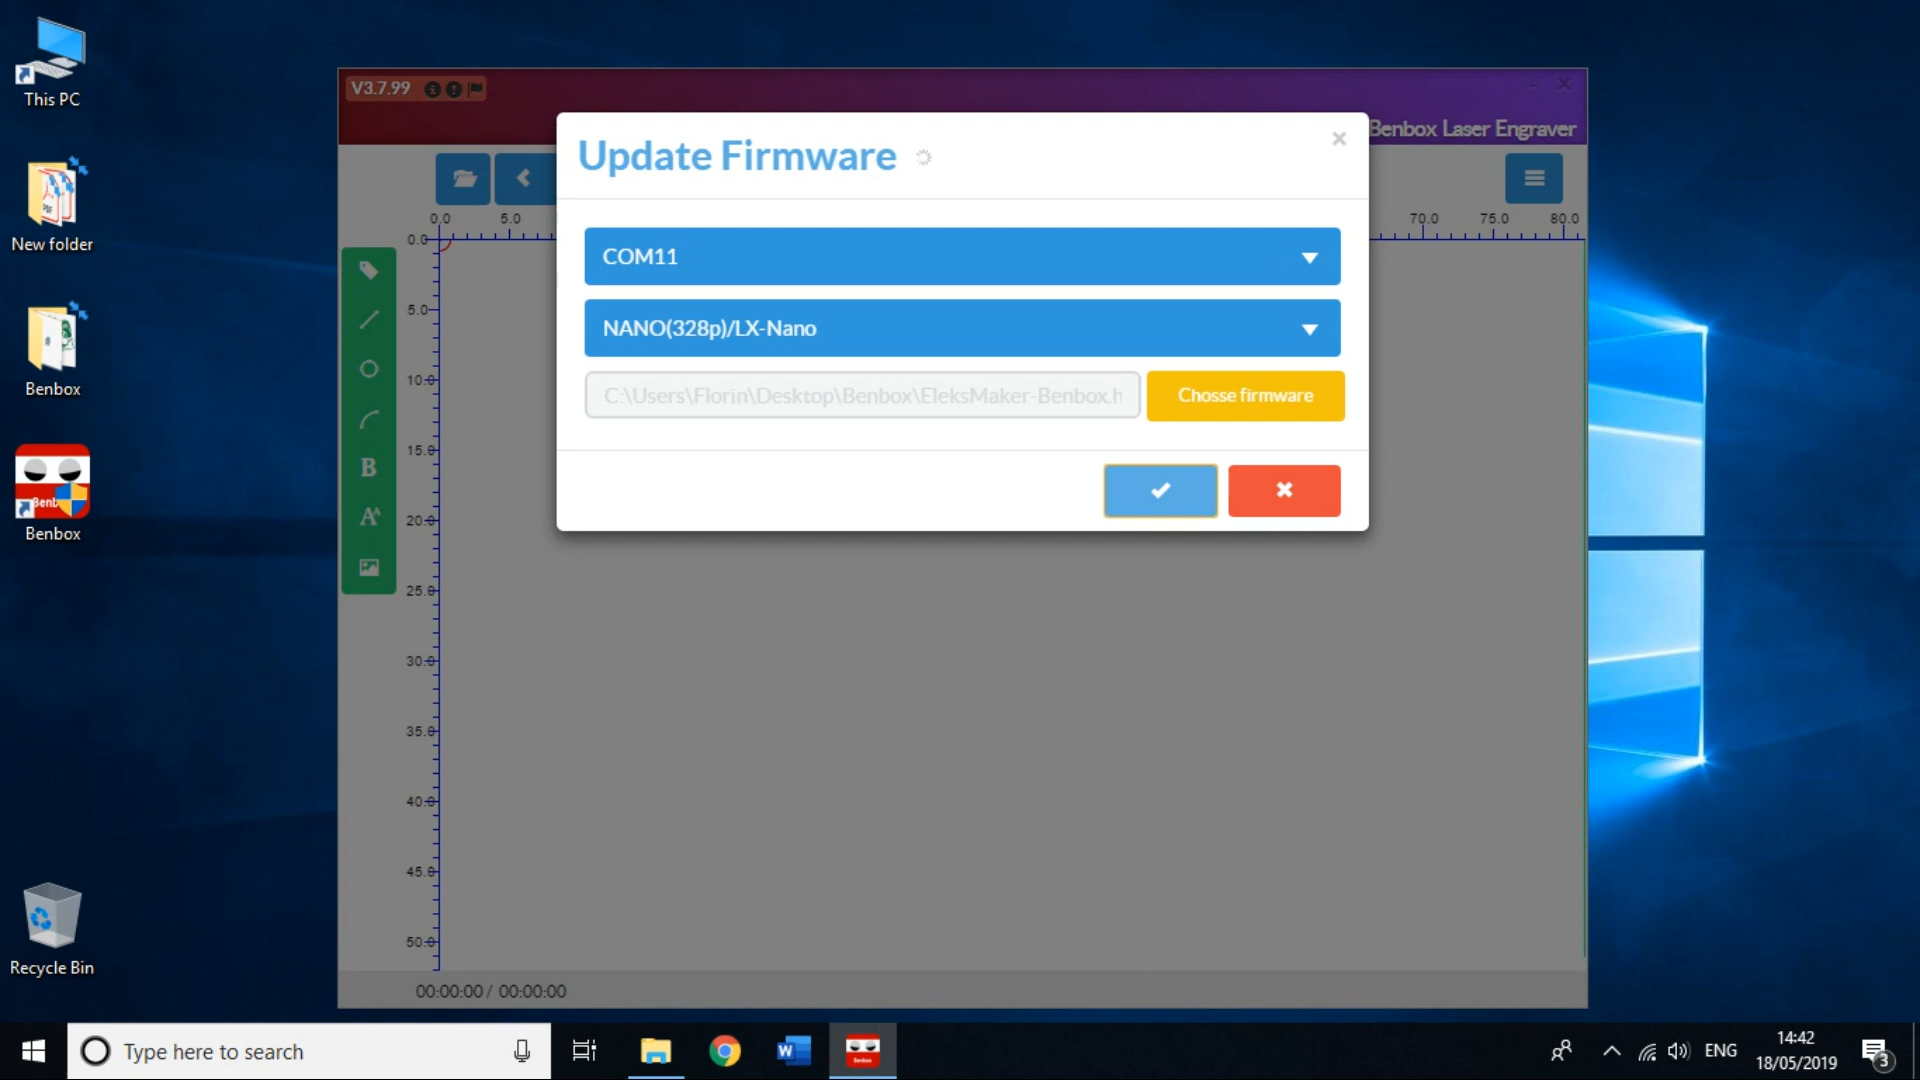 This PC
New folder
Benbox
Benbox
Recycle Bin
V3.7.99
Benbox Laser Engraver
Update Firmware
COM11
NANO(328p)/LX-Nano
C:\Users\Florin\Desktop\Benbox\EleksMaker-Benbox.h
Chosse firmware
0.0 5.0 70.0 75.0 80.0
0.0
5.0
10.0
15.0
20.0
25.0
30.0
35.0
40.0
45.0
50.0
B
A^A
00:00:00 / 00:00:00
Type here to search
ENG
14:42
18/05/2019
3